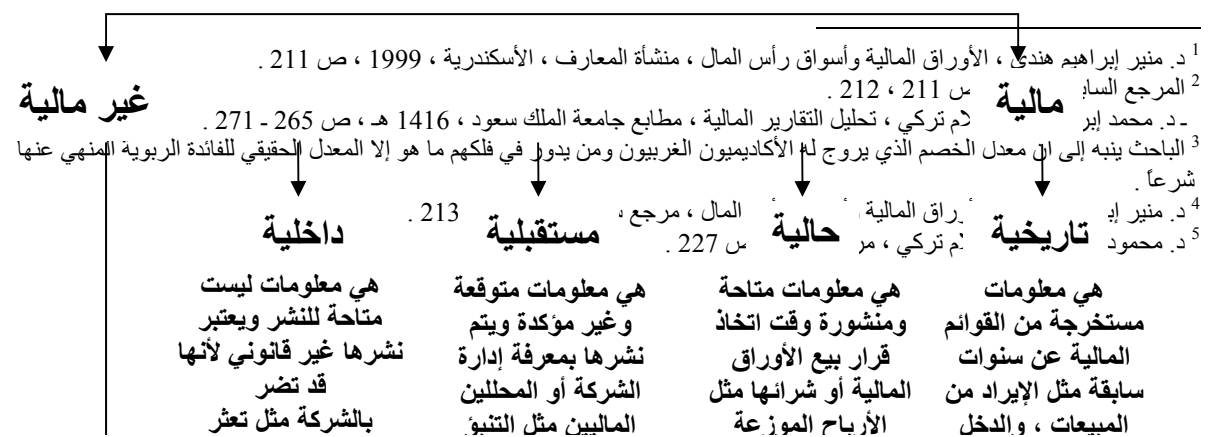 1 د. منير إبراهيم هندي ، الأوراق المالية وأسواق رأس المال ، منشأة المعارف ، الأسكندرية ، 1999 ، ص 211 .
2 المرجع ص 211 ، 212 .
ـ د. محمد تركي ، تحليل التقارير المالية ، مطابع جامعة الملك سعود ، 1416 هـ ، ص 265 ـ 271 .
3 الباحث ينبه إلى ان معدل الخصم الذي يروج له الأكاديميون الغربيون ومن يدور في فلكهم ما هو إلا المعدل الحقيقي للفائدة الربوية المنهي عنها
شرعاً .
4 د. منير المالية المال ، مرجع 213 .
5 د. محمود تركي ، ص 227 .
مالية
غير مالية
تاريخية
هي معلومات
مستخرجة من القوائم
المالية عن سنوات
سابقة مثل الإيراد من
المبيعات ، والدخل
حالية
هي معلومات متاحة
ومنشورة وقت اتخاذ
قرار بيع الأوراق
المالية أو شرائها مثل
الأرباح الموزعة
مستقبلية
هي معلومات متوقعة
وغير مؤكدة ويتم
نشرها بمعرفة إدارة
الشركة أو المحللين
الماليين مثل التنبؤ
داخلية
هي معلومات ليست
متاحة للنشر ويعتبر
نشرها غير قانوني لأنها
قد تضر
بالشركة مثل تعثر